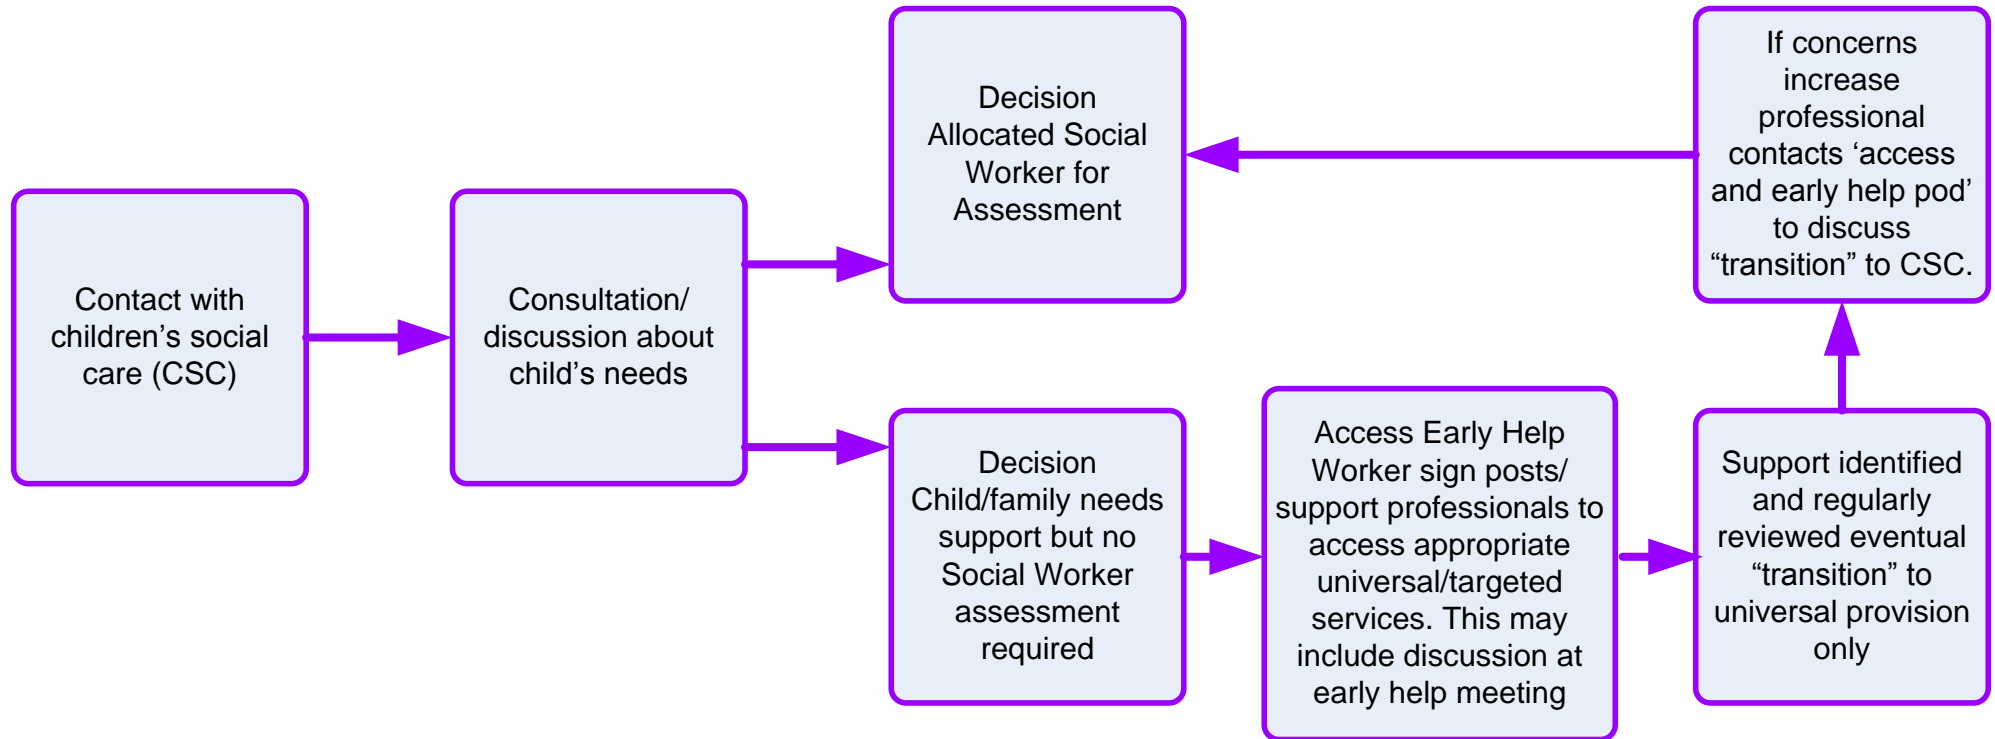 Contact with
children’s social
care (CSC)
Consultation/
discussion about
child’s needs
Decision
Allocated Social
Worker for
Assessment
Decision
Child/family needs
support but no
Social Worker
assessment
required
Access Early Help
Worker sign posts/
support professionals to
access appropriate
universal/targeted
services. This may
include discussion at
early help meeting
Support identified
and regularly
reviewed eventual
“transition” to
universal provision
only
If concerns
increase
professional
contacts ‘access
and early help pod’
to discuss
“transition” to CSC.